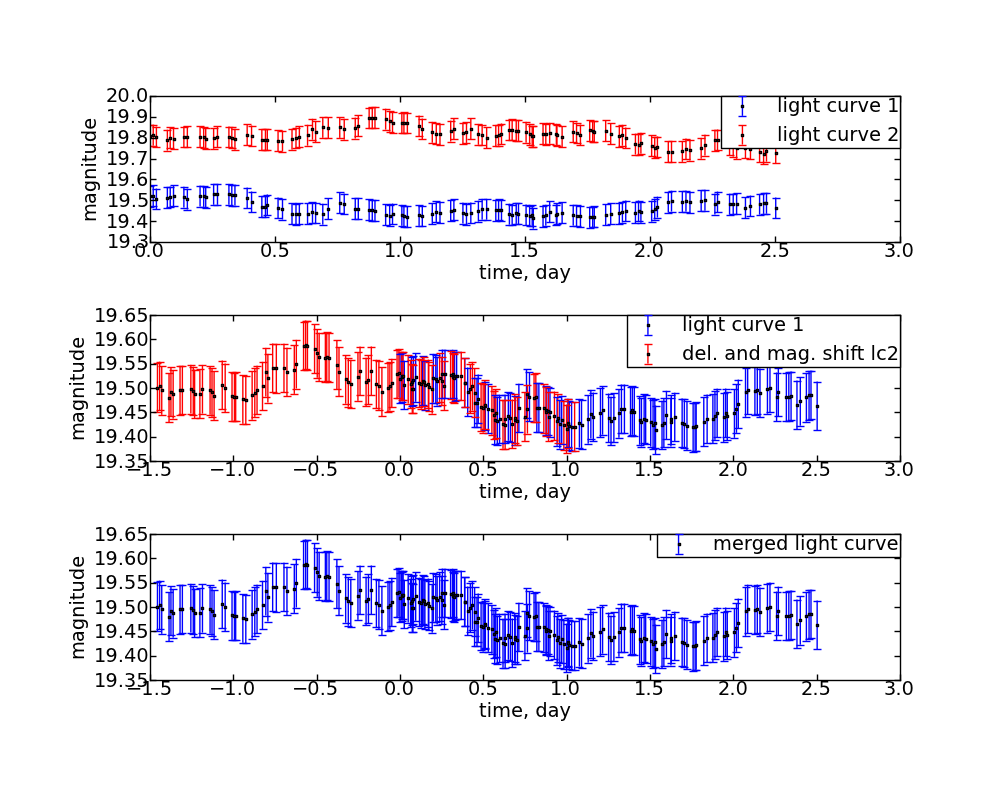 20.0
19.9
19.8
19.7
19.6
19.5
19.4
19.3
magnitude
light curve 1
light curve 2
0.0 0.5 1.0 1.5 2.0 2.5 3.0
time, day
19.65
19.60
19.55
19.50
19.45
19.40
19.35
magnitude
light curve 1
del. and mag. shift lc2
−1.5 −1.0 −0.5 0.0 0.5 1.0 1.5 2.0 2.5 3.0
time, day
19.65
19.60
19.55
19.50
19.45
19.40
19.35
magnitude
merged light curve
−1.5 −1.0 −0.5 0.0 0.5 1.0 1.5 2.0 2.5 3.0
time, day